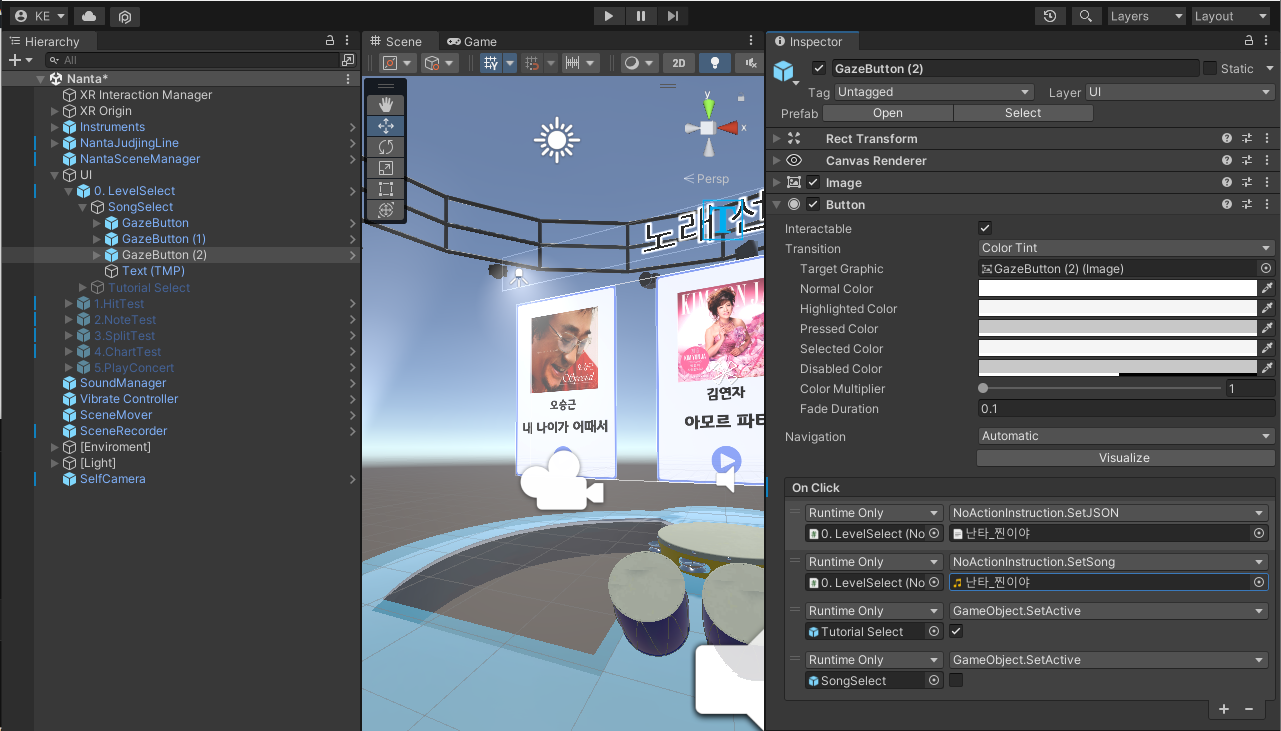 KE
Layers
Layout
Hierarchy
All
Nanta*
XR Interaction Manager
XR Origin
Instruments
NantaJudjingLine
NantaSceneManager
UI
0. LevelSelect
SongSelect
GazeButton
GazeButton (1)
GazeButton (2)
Text (TMP)
Tutorial Select
1.HitTest
2.NoteTest
3.SplitTest
4.ChartTest
5.PlayConcert
SoundManager
Vibrate Controller
SceneMover
SceneRecorder
[Enviroment]
[Light]
SelfCamera
Scene
Game
2D
y
x
Persp
노래
오승근
내 나이가 어때서
Special
김연자
아모르 파티
Inspector
GazeButton (2)
Static
Tag
Untagged
Layer
UI
Prefab
Open
Select
Rect Transform
Canvas Renderer
Image
Button
Interactable
Transition
Color Tint
Target Graphic
GazeButton (2) (Image)
Normal Color
Highlighted Color
Pressed Color
Selected Color
Disabled Color
Color Multiplier
1
Fade Duration
0.1
Navigation
Automatic
Visualize
On Click
Runtime Only
NoActionInstruction.SetJSON
0. LevelSelect (No
난타_찐이야
Runtime Only
NoActionInstruction.SetSong
0. LevelSelect (No
난타_찐이야
Runtime Only
GameObject.SetActive
Tutorial Select
Runtime Only
GameObject.SetActive
SongSelect